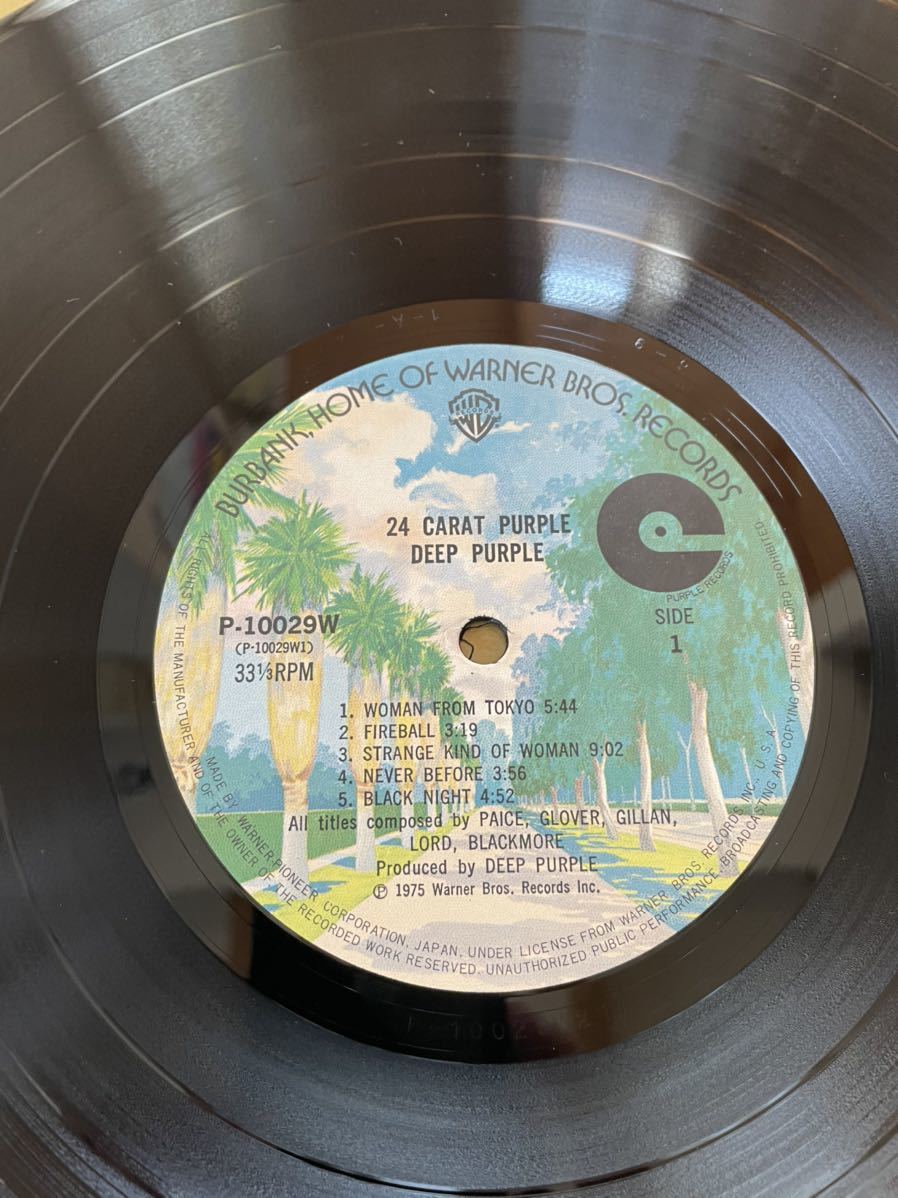 BURBANK, HOME OF WARNER BROS. RECORDS
RECORDS
24 CARAT PURPLE
DEEP PURPLE
PURPLE RECORDS
P-10029W
(P-10029W1)
33⅓RPM
SIDE
1
1. WOMAN FROM TOKYO 5:44
2. FIREBALL 3:19
3. STRANGE KIND OF WOMAN 9:02
4. NEVER BEFORE 3:56
5. BLACK NIGHT 4:52
All titles composed by PAICE, GLOVER, GILLAN,
LORD, BLACKMORE
Produced by DEEP PURPLE
Ⓟ 1975 Warner Bros. Records Inc.
MADE BY WARNER-PIONEER CORPORATION, JAPAN, UNDER LICENSE FROM WARNER BROS. RECORDS INC., U.S.A.
ALL RIGHTS OF THE MANUFACTURER AND OF THE OWNER OF THE RECORDED WORK RESERVED. UNAUTHORIZED PUBLIC PERFORMANCE, BROADCASTING AND COPYING OF THIS RECORD PROHIBITED.
1-A-